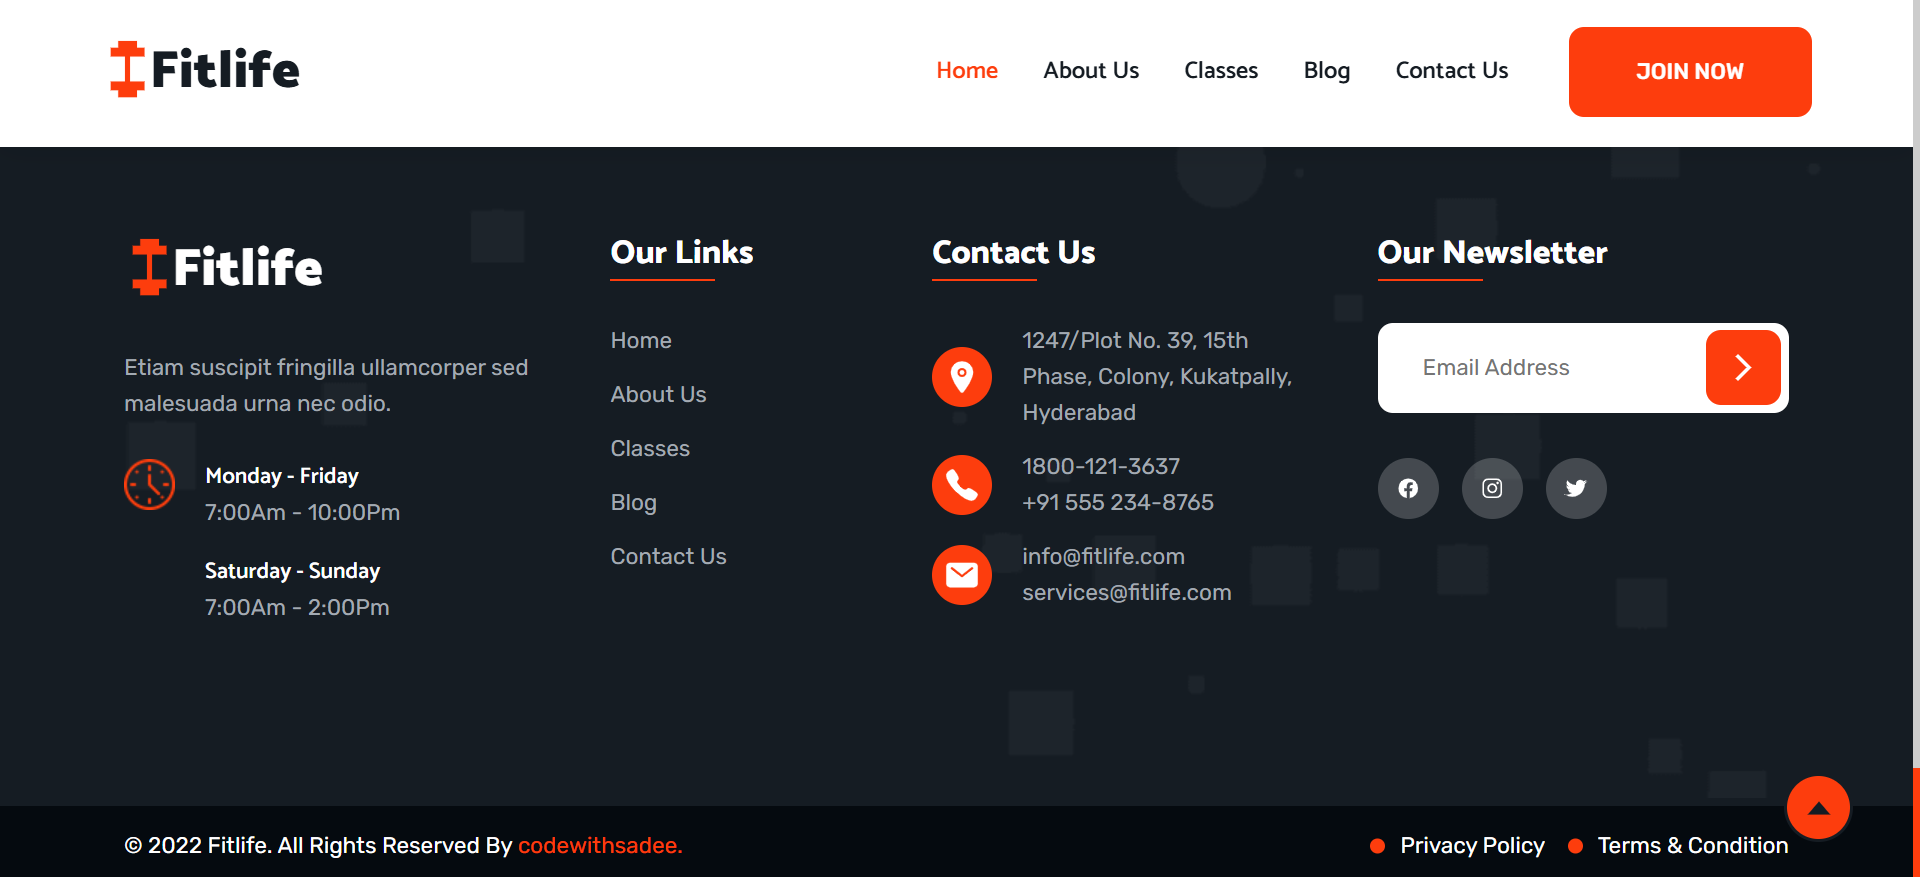 Fitlife
Home
About Us
Classes
Blog
Contact Us
JOIN NOW
Fitlife
Etiam suscipit fringilla ullamcorper sed
malesuada urna nec odio.
Monday - Friday
7:00Am - 10:00Pm
Saturday - Sunday
7:00Am - 2:00Pm
Our Links
Home
About Us
Classes
Blog
Contact Us
Contact Us
1247/Plot No. 39, 15th
Phase, Colony, Kukatpally,
Hyderabad
1800-121-3637
+91 555 234-8765
info@fitlife.com
services@fitlife.com
Our Newsletter
Email Address
© 2022 Fitlife. All Rights Reserved By codewithsadee.
Privacy Policy
Terms & Condition